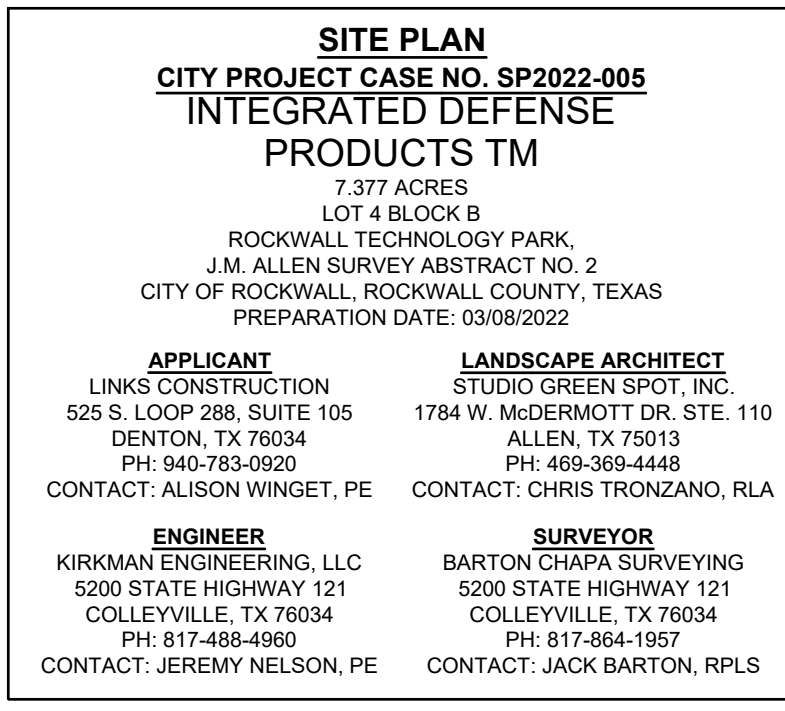 SITE PLAN
CITY PROJECT CASE NO. SP2022-005
INTEGRATED DEFENSE
PRODUCTS TM
7.377 ACRES
LOT 4 BLOCK B
ROCKWALL TECHNOLOGY PARK,
J.M. ALLEN SURVEY ABSTRACT NO. 2
CITY OF ROCKWALL, ROCKWALL COUNTY, TEXAS
PREPARATION DATE: 03/08/2022
APPLICANT
LINKS CONSTRUCTION
525 S. LOOP 288, SUITE 105
DENTON, TX 76034
PH: 940-783-0920
CONTACT: ALISON WINGET, PE
LANDSCAPE ARCHITECT
STUDIO GREEN SPOT, INC.
1784 W. McDERMOTT DR. STE. 110
ALLEN, TX 75013
PH: 469-369-4448
CONTACT: CHRIS TRONZANO, RLA
ENGINEER
KIRKMAN ENGINEERING, LLC
5200 STATE HIGHWAY 121
COLLEYVILLE, TX 76034
PH: 817-488-4960
CONTACT: JEREMY NELSON, PE
SURVEYOR
BARTON CHAPA SURVEYING
5200 STATE HIGHWAY 121
COLLEYVILLE, TX 76034
PH: 817-864-1957
CONTACT: JACK BARTON, RPLS